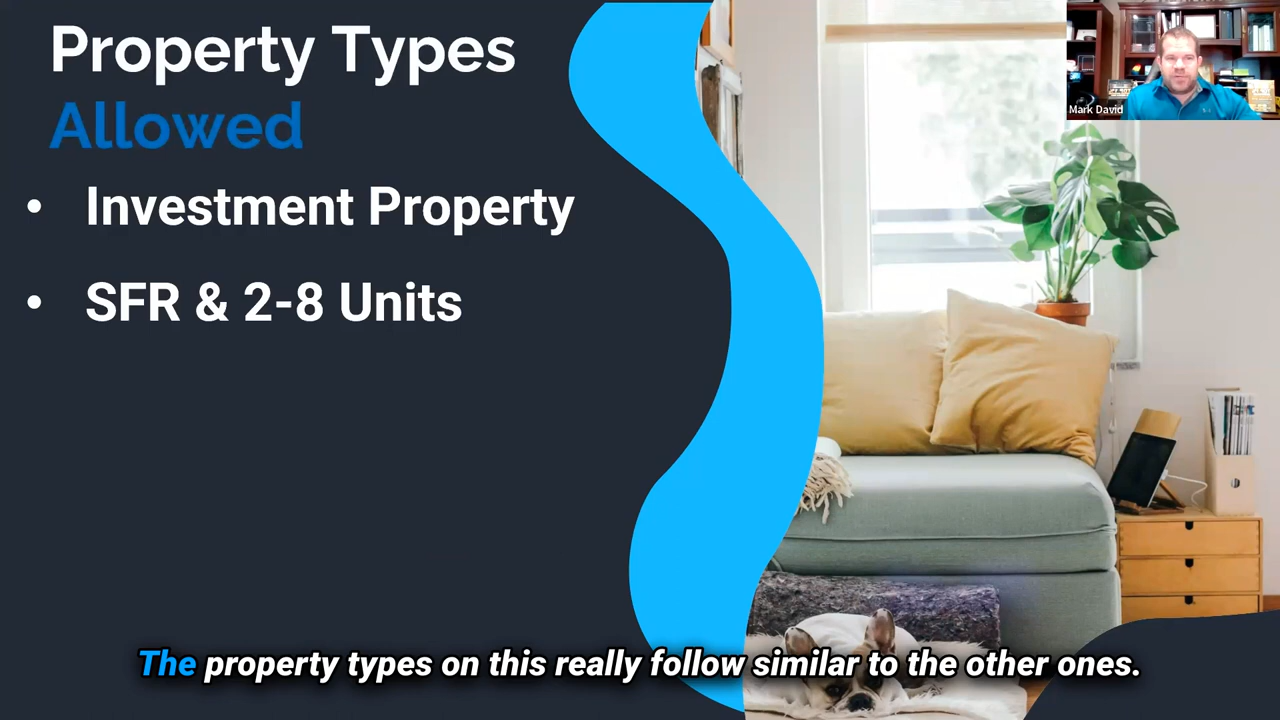 Property Types
Allowed
• Investment Property
• SFR & 2-8 Units
Mark David
The property types on this really follow similar to the other ones.